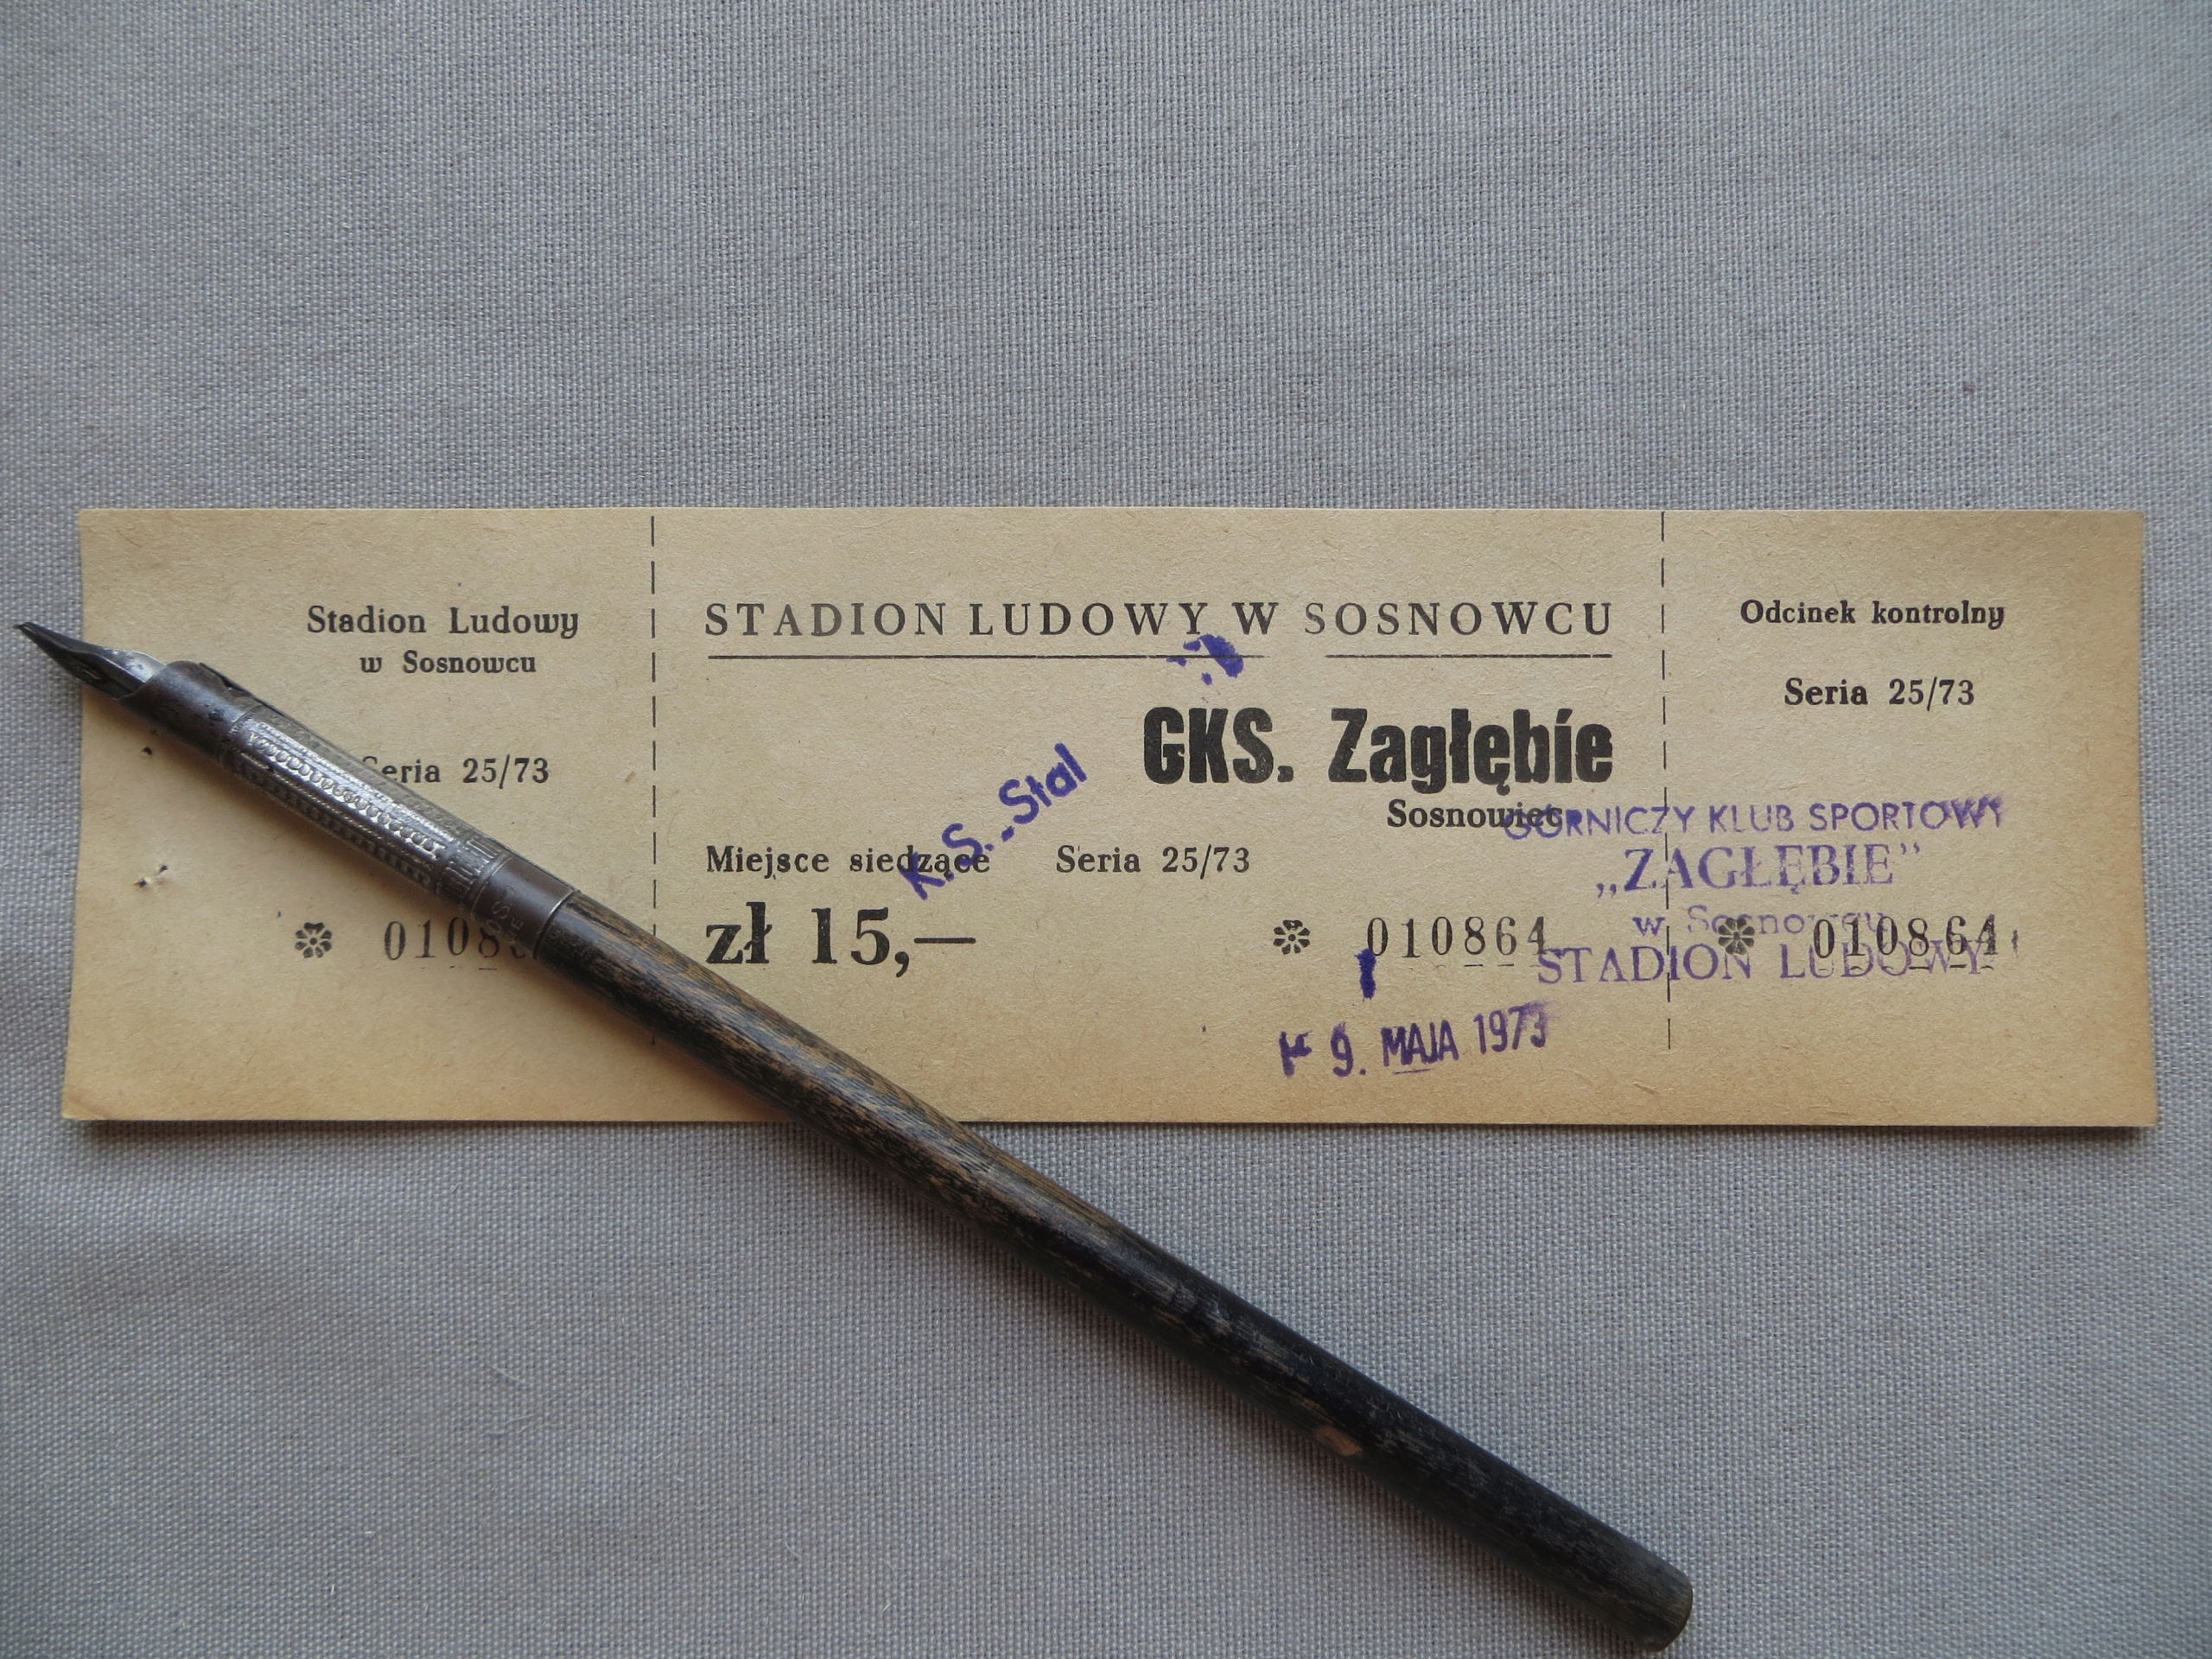 Stadion Ludowy
w Sosnowcu
Seria 25/73
STADION LUDOWY W SOSNOWCU
GKS. Zagłębie
Sosnowiec
K.S.-Stal
Miejsce siedzące Seria 25/73
zł 15,—
010864
9. MAJA 1973
Odcinek kontrolny
Seria 25/73
GÓRNICZY KLUB SPORTOWY
„ZAGŁĘBIE”
w Sosnowcu
STADION LUDOWY
010864